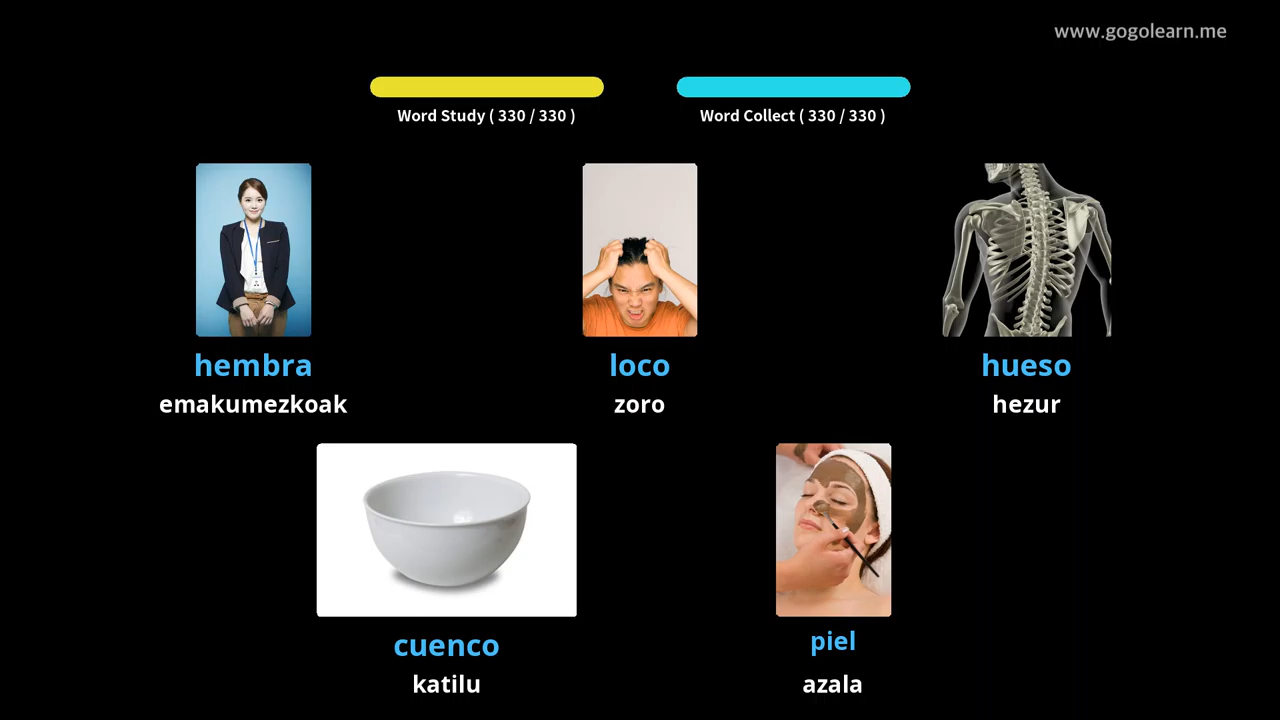 www.gogolearn.me
Word Study ( 330 / 330 )
Word Collect ( 330 / 330 )
hembra
emakumezkoak
loco
zoro
hueso
hezur
cuenco
katilu
piel
azala